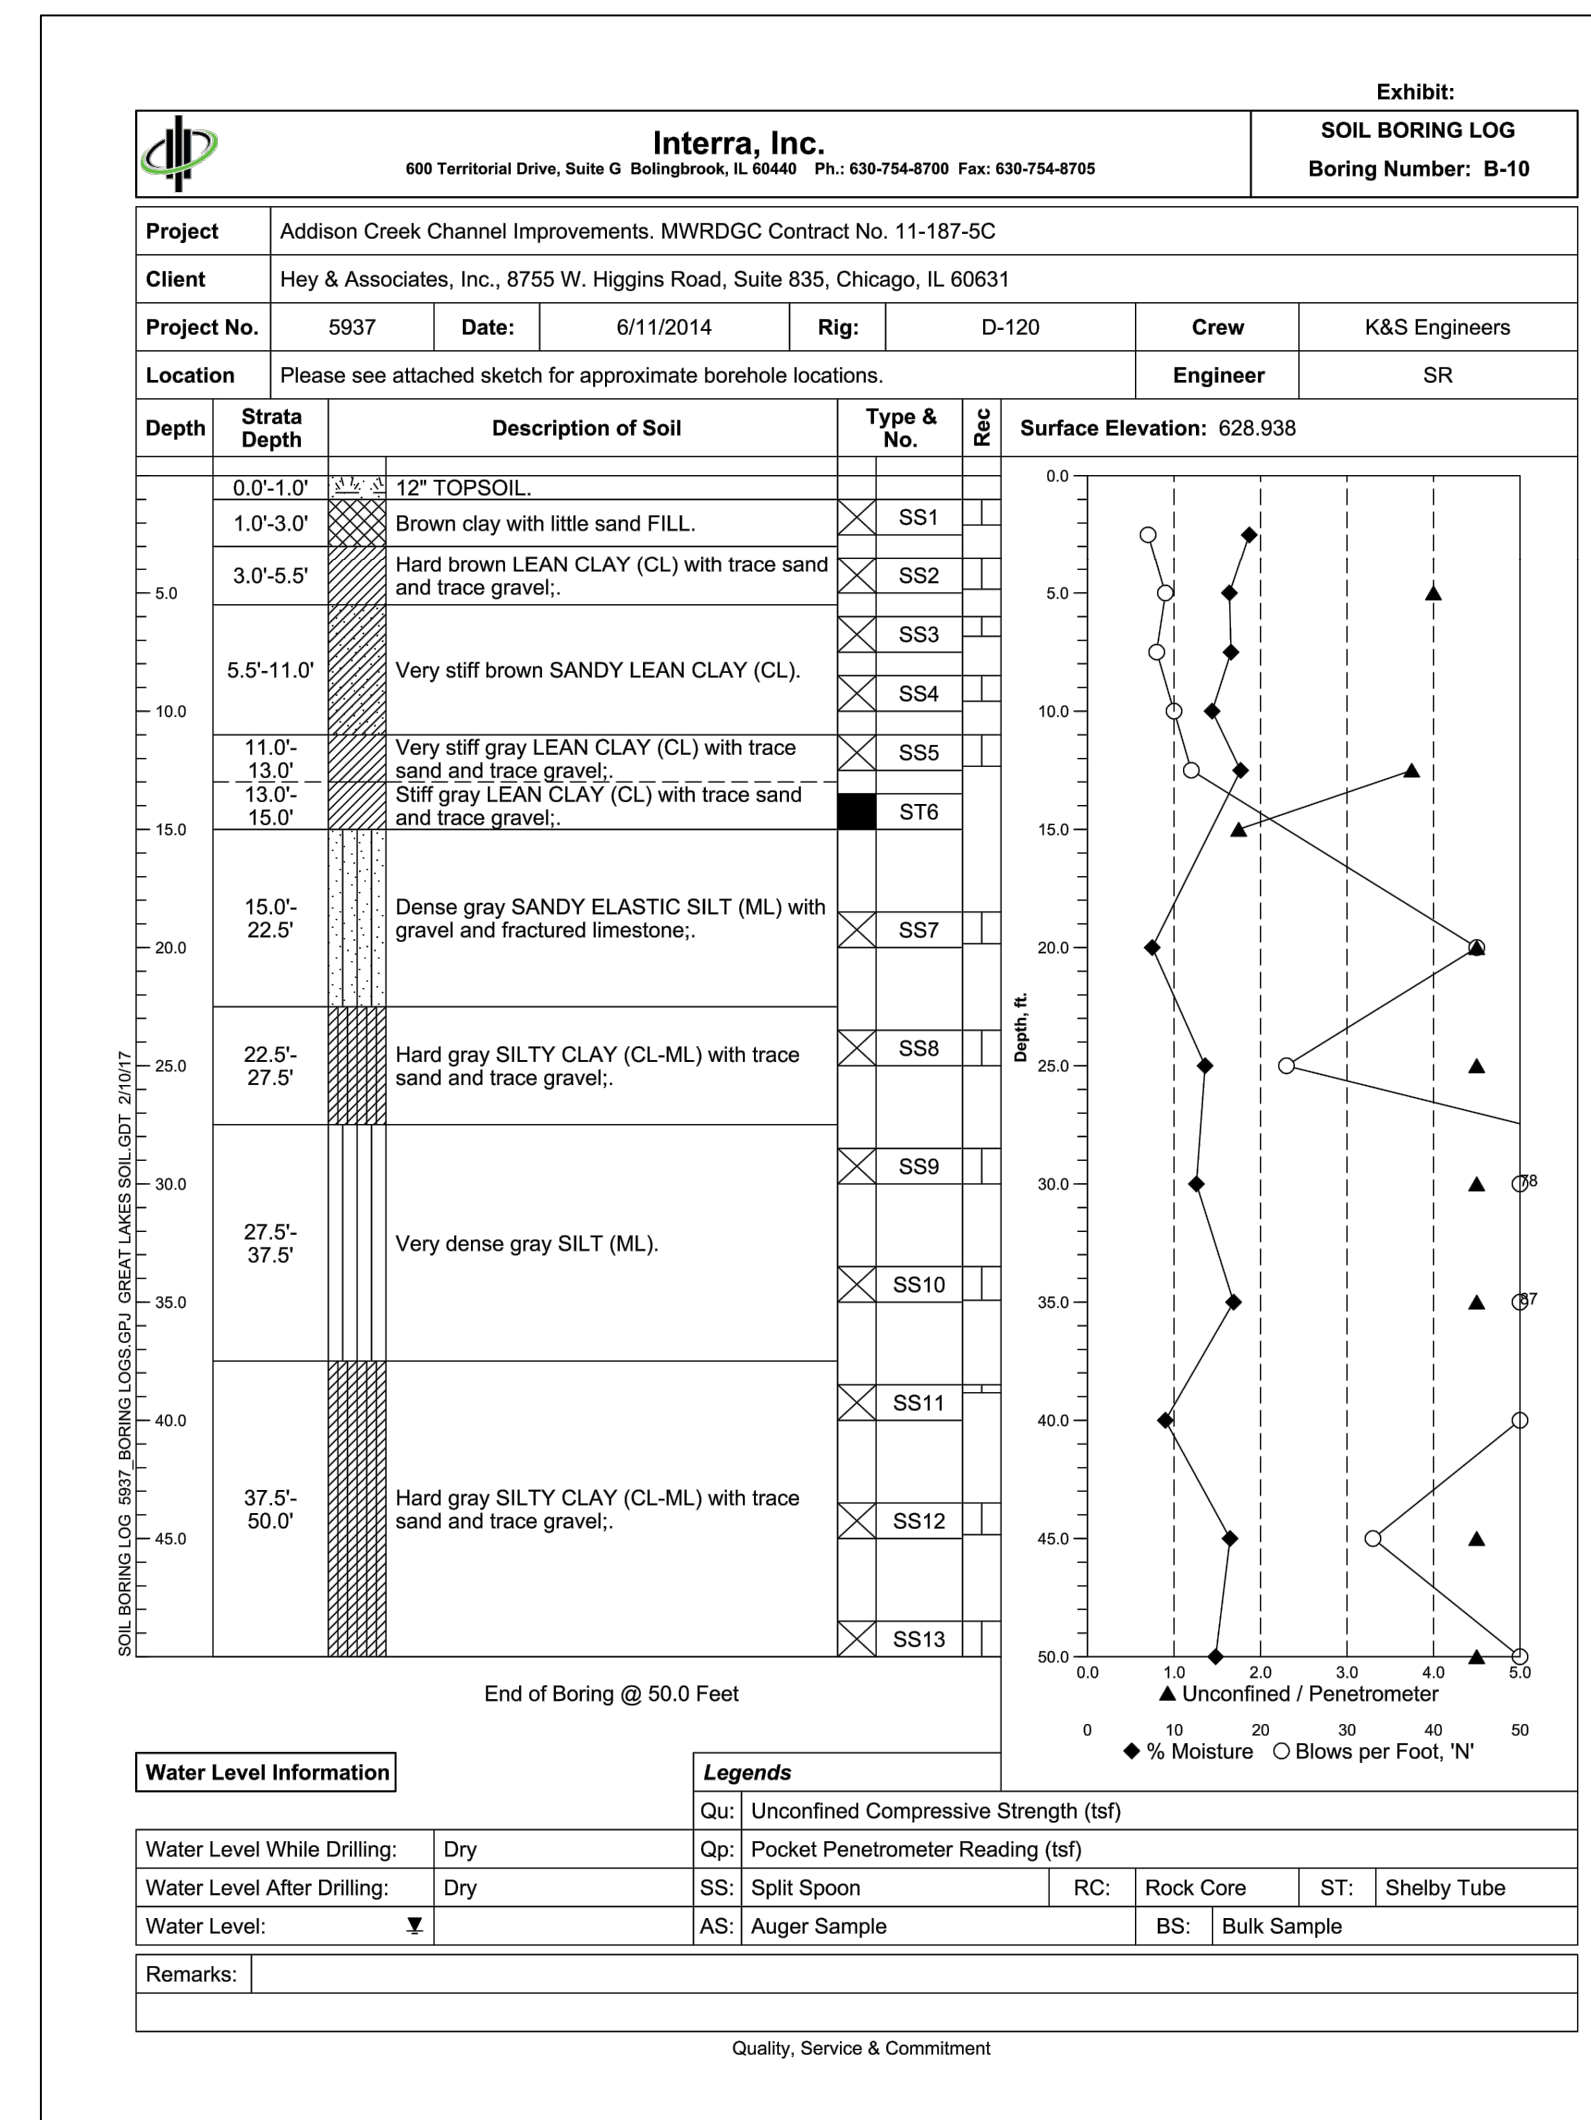 Exhibit:
Interra, Inc.
600 Territorial Drive, Suite G Bolingbrook, IL 60440 Ph.: 630-754-8700 Fax: 630-754-8705
SOIL BORING LOG
Boring Number: B-10
Project Addison Creek Channel Improvements. MWRDGC Contract No. 11-187-5C
Client Hey & Associates, Inc., 8755 W. Higgins Road, Suite 835, Chicago, IL 60631
Project No. 5937 Date: 6/11/2014 Rig: D-120 Crew K&S Engineers
Location Please see attached sketch for approximate borehole locations. Engineer SR
Depth
Strata
Depth
Description of Soil
Type &
No.
Rec
Surface Elevation: 628.938
0.0'-1.0' 12" TOPSOIL.
1.0'-3.0' Brown clay with little sand FILL.
SS1
3.0'-5.5'
Hard brown LEAN CLAY (CL) with trace sand
and trace gravel;.
SS2
5.0
5.5'-11.0' Very stiff brown SANDY LEAN CLAY (CL).
SS3
SS4
10.0
11.0'-
13.0'
Very stiff gray LEAN CLAY (CL) with trace
sand and trace gravel;.
SS5
13.0'-
15.0'
Stiff gray LEAN CLAY (CL) with trace sand
and trace gravel;.
ST6
15.0
15.0'-
22.5'
Dense gray SANDY ELASTIC SILT (ML) with
gravel and fractured limestone;.
SS7
20.0
22.5'-
27.5'
Hard gray SILTY CLAY (CL-ML) with trace
sand and trace gravel;.
SS8
25.0
27.5'-
37.5'
Very dense gray SILT (ML).
SS9
30.0
SS10
35.0
37.5'-
50.0'
Hard gray SILTY CLAY (CL-ML) with trace
sand and trace gravel;.
SS11
40.0
SS12
45.0
SS13
End of Boring @ 50.0 Feet
SOIL BORING LOG 5937_BORING LOGS.GPJ GREAT LAKES SOIL.GDT 2/10/17
Depth, ft.
0.0
5.0
10.0
15.0
20.0
25.0
30.0
78
35.0
87
40.0
45.0
50.0
0.0 1.0 2.0 3.0 4.0 5.0
Unconfined / Penetrometer
0 10 20 30 40 50
% Moisture Blows per Foot, 'N'
Water Level Information
Water Level While Drilling: Dry
Water Level After Drilling: Dry
Water Level:
Legends
Qu: Unconfined Compressive Strength (tsf)
Qp: Pocket Penetrometer Reading (tsf)
SS: Split Spoon RC: Rock Core ST: Shelby Tube
AS: Auger Sample BS: Bulk Sample
Remarks:
Quality, Service & Commitment